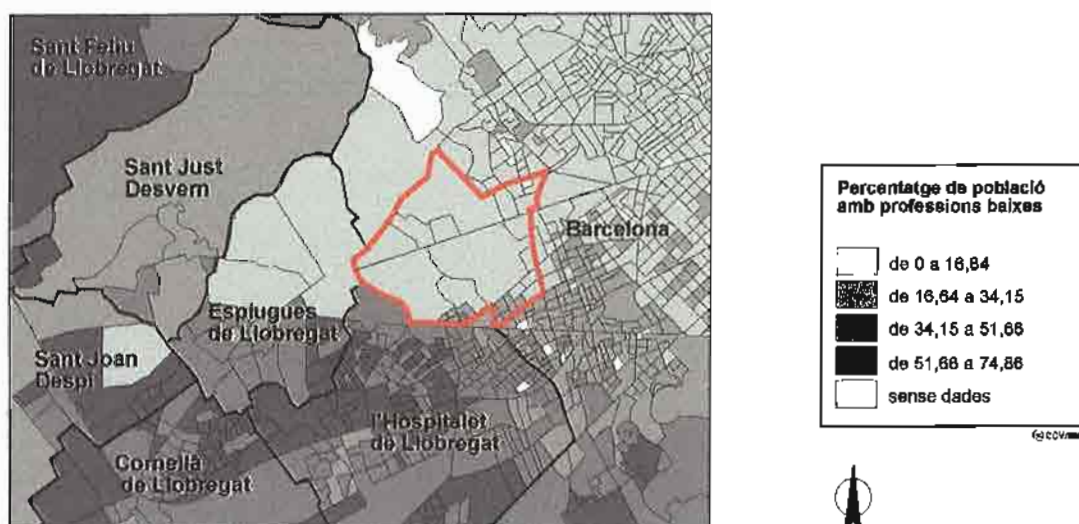 Sant Feliu
de Llobregat
Sant Just
Desvern
Barcelona
Esplugues
de Llobregat
Sant Joan
Despí
l'Hospitalet
de Llobregat
Cornellà
de Llobregat
Percentatge de població
amb professions baixes
de 0 a 16,84
de 16,64 a 34,15
de 34,15 a 51,66
de 51,66 a 74,86
sense dades